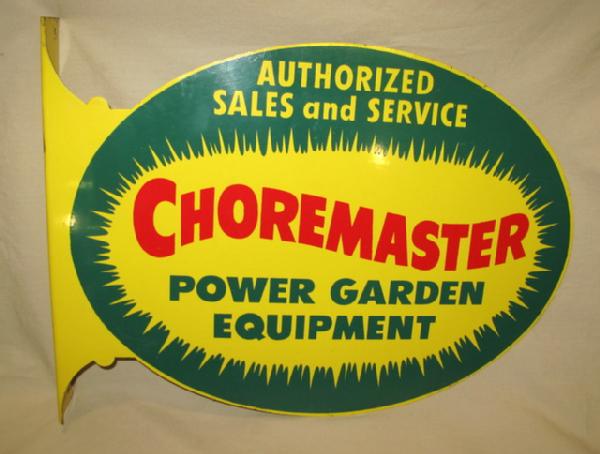 AUTHORIZED
SALES and SERVICE
CHOREMASTER
POWER GARDEN
EQUIPMENT